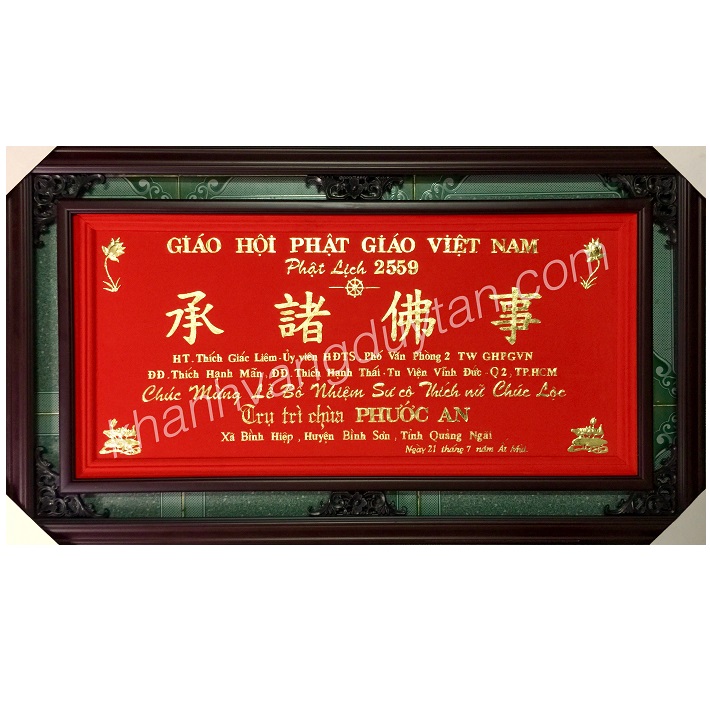 GIÁO HỘI PHẬT GIÁO VIỆT NAM
Phật Lịch 2559
承諸佛事
HT. Thích Giác Liêm - Ủy viên HĐTS. Phó Văn Phòng 2 TW GHPGVN
ĐĐ. Thích Hạnh Mãn, ĐĐ. Thích Hạnh Thái - Tu Viện Vĩnh Đức - Q2, TP.HCM
Chúc Mừng Lễ Bổ Nhiệm Sư cô Thích nữ Chúc Lộc
Trụ trì chùa PHƯỚC AN
Xã Bình Hiệp, Huyện Bình Sơn, Tỉnh Quảng Ngãi
Ngày 21 tháng 7 năm Ất Mùi.
khanhvangduytan.com